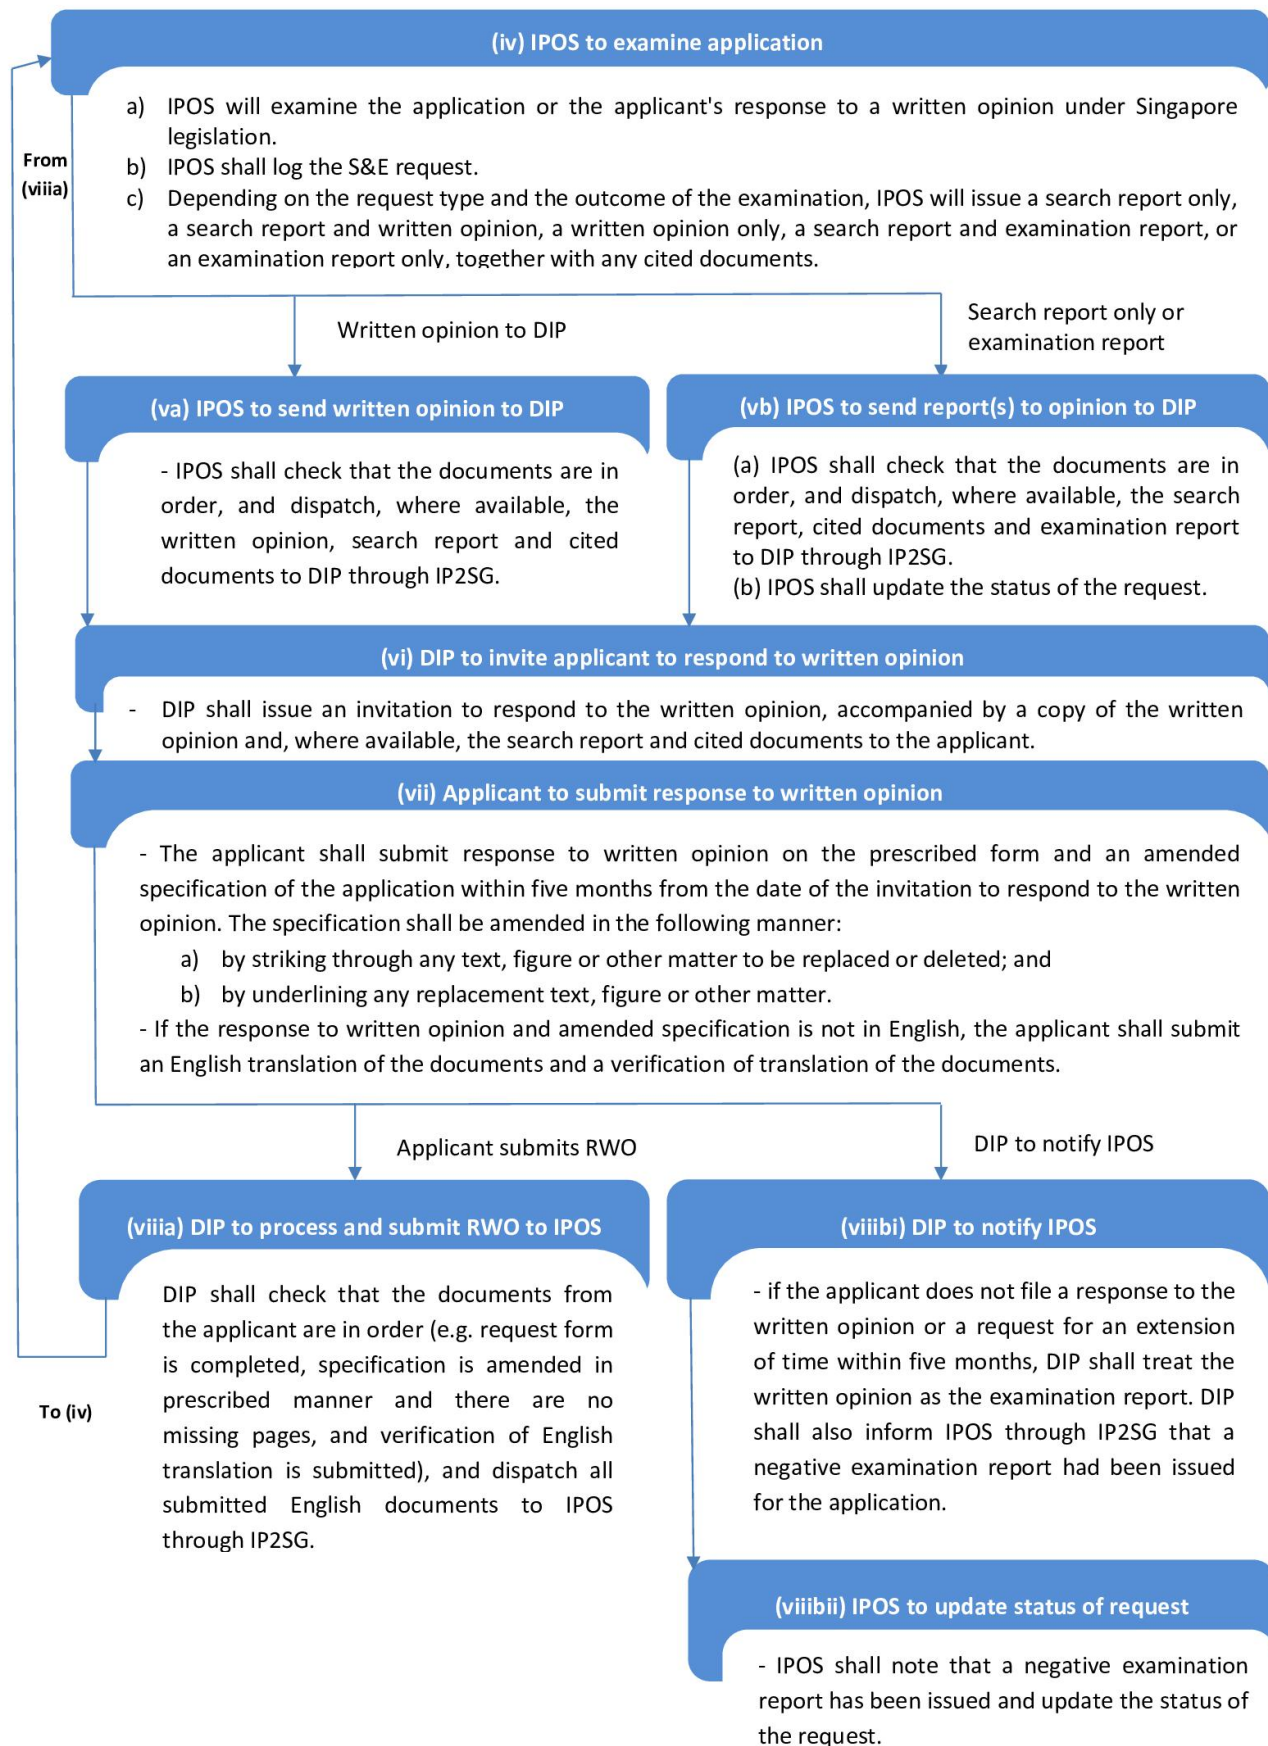 (iv) IPOS to examine application
a) IPOS will examine the application or the applicant's response to a written opinion under Singapore
legislation.
b) IPOS shall log the S&E request.
c) Depending on the request type and the outcome of the examination, IPOS will issue a search report only,
a search report and written opinion, a written opinion only, a search report and examination report, or
an examination report only, together with any cited documents.
From
(viiia)
Written opinion to DIP
Search report only or
examination report
(va) IPOS to send written opinion to DIP
- IPOS shall check that the documents are in
order, and dispatch, where available, the
written opinion, search report and cited
documents to DIP through IP2SG.
(vb) IPOS to send report(s) to opinion to DIP
(a) IPOS shall check that the documents are in
order, and dispatch, where available, the search
report, cited documents and examination report
to DIP through IP2SG.
(b) IPOS shall update the status of the request.
(vi) DIP to invite applicant to respond to written opinion
- DIP shall issue an invitation to respond to the written opinion, accompanied by a copy of the written
opinion and, where available, the search report and cited documents to the applicant.
(vii) Applicant to submit response to written opinion
- The applicant shall submit response to written opinion on the prescribed form and an amended
specification of the application within five months from the date of the invitation to respond to the written
opinion. The specification shall be amended in the following manner:
a) by striking through any text, figure or other matter to be replaced or deleted; and
b) by underlining any replacement text, figure or other matter.
- If the response to written opinion and amended specification is not in English, the applicant shall submit
an English translation of the documents and a verification of translation of the documents.
Applicant submits RWO
DIP to notify IPOS
(viiia) DIP to process and submit RWO to IPOS
DIP shall check that the documents from
the applicant are in order (e.g. request form
is completed, specification is amended in
prescribed manner and there are no
missing pages, and verification of English
translation is submitted), and dispatch all
submitted English documents to IPOS
through IP2SG.
To (iv)
(viiibi) DIP to notify IPOS
- if the applicant does not file a response to the
written opinion or a request for an extension
of time within five months, DIP shall treat the
written opinion as the examination report. DIP
shall also inform IPOS through IP2SG that a
negative examination report had been issued
for the application.
(viiibii) IPOS to update status of request
- IPOS shall note that a negative examination
report has been issued and update the status of
the request.